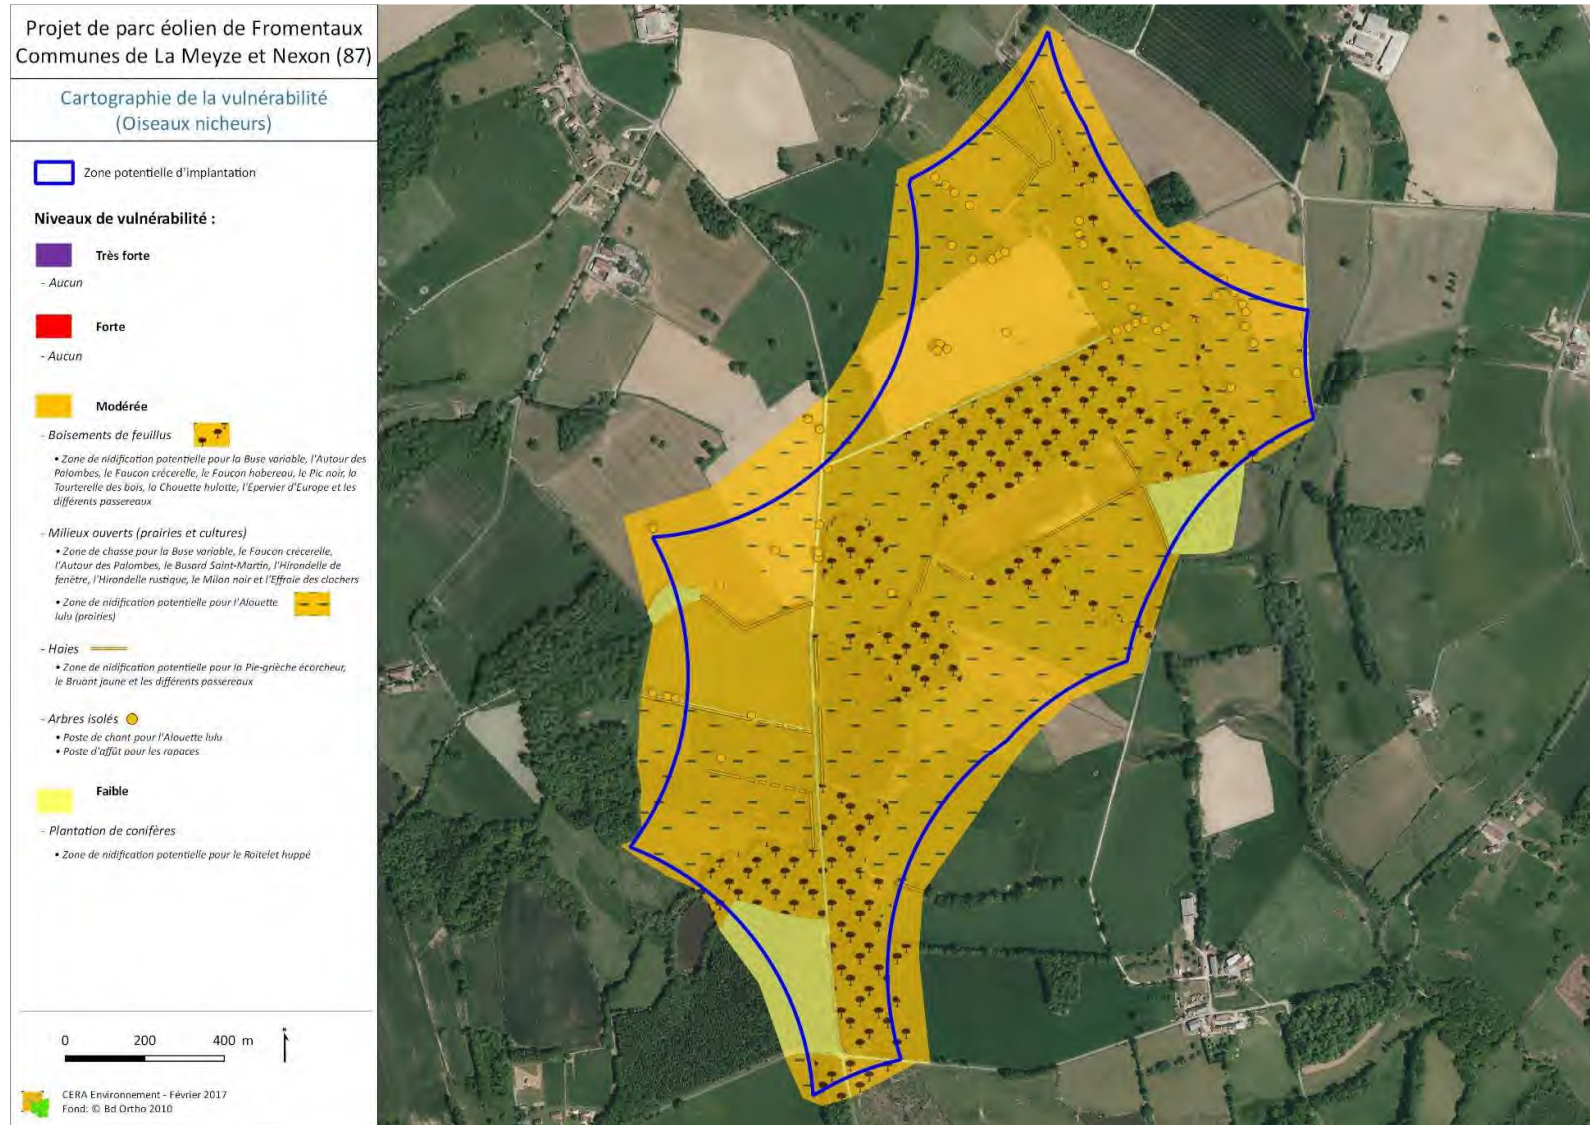 Projet de parc éolien de Fromentaux
Communes de La Meyze et Nexon (87)
Cartographie de la vulnérabilité
(Oiseaux nicheurs)
Zone potentielle d'implantation
Niveaux de vulnérabilité :
Très forte
- Aucun
Forte
- Aucun
Modérée
- Boisements de feuillus
• Zone de nidification potentielle pour la Buse variable, l'Autour des
Palombes, le Faucon crécerelle, le Faucon hobereau, le Pic noir, la
Tourterelle des bois, la Chouette hulotte, l'Épervier d'Europe et les
différents passereaux
- Milieux ouverts (prairies et cultures)
• Zone de chasse pour la Buse variable, le Faucon crécerelle,
l'Autour des Palombes, le Busard Saint-Martin, l'Hirondelle de
fenêtre, l'Hirondelle rustique, le Milan noir et l'Effraie des clochers
• Zone de nidification potentielle pour l'Alouette
lulu (prairies)
- Haies
• Zone de nidification potentielle pour la Pie-grièche écorcheur,
le Bruant jaune et les différents passereaux
- Arbres isolés
• Poste de chant pour l'Alouette lulu
• Poste d'affût pour les rapaces
Faible
- Plantation de conifères
• Zone de nidification potentielle pour le Roitelet huppé
0 200 400 m
CERA Environnement - Février 2017
Fond: © Bd Ortho 2010